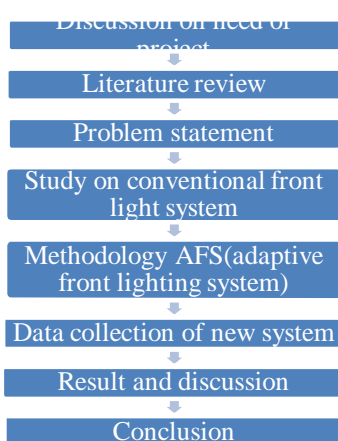 Discussion on need of
project
Literature review
Problem statement
Study on conventional front
light system
Methodology AFS(adaptive
front lighting system)
Data collection of new system
Result and discussion
Conclusion